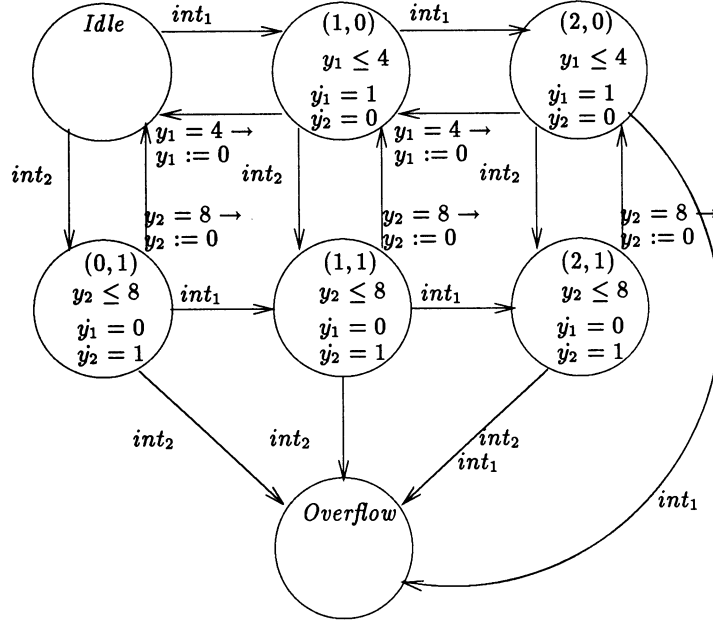 Idle
int₁
(1,0)
y₁ ≤ 4
ẏ₁ = 1
ẏ₂ = 0
int₁
(2,0)
y₁ ≤ 4
ẏ₁ = 1
ẏ₂ = 0
y₁ = 4 →
y₁ := 0
y₁ = 4 →
y₁ := 0
int₂
int₂
int₂
y₂ = 8 →
y₂ := 0
y₂ = 8 →
y₂ := 0
y₂ = 8 →
y₂ := 0
(0,1)
y₂ ≤ 8
ẏ₁ = 0
ẏ₂ = 1
int₁
(1,1)
y₂ ≤ 8
ẏ₁ = 0
ẏ₂ = 1
int₁
(2,1)
y₂ ≤ 8
ẏ₁ = 0
ẏ₂ = 1
int₂
int₂
int₂
int₁
int₁
Overflow